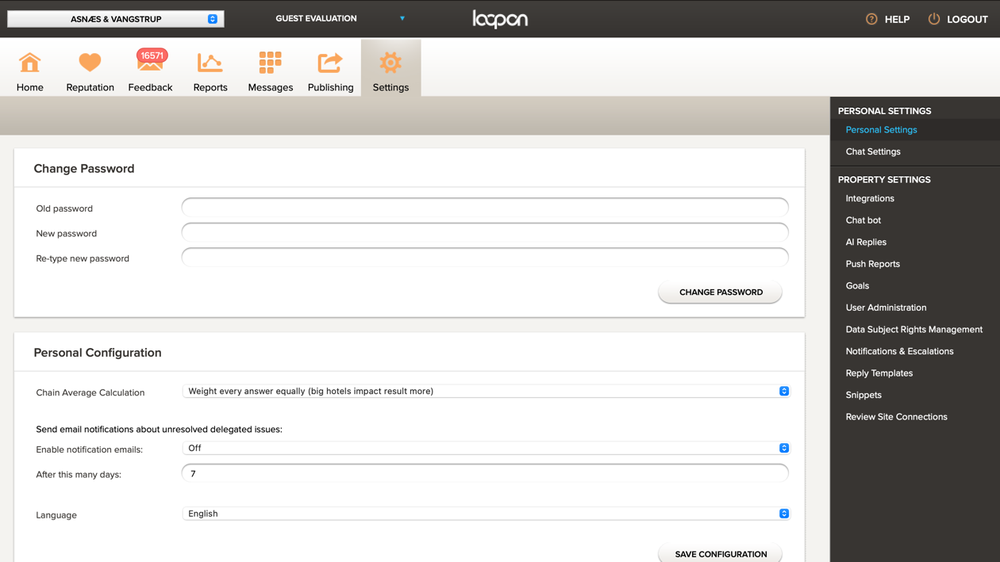 ASNÆS & VANGSTRUP
GUEST EVALUATION
loopon
HELP
LOGOUT
16571
Home
Reputation
Feedback
Reports
Messages
Publishing
Settings
PERSONAL SETTINGS
Personal Settings
Chat Settings
PROPERTY SETTINGS
Integrations
Chat bot
AI Replies
Push Reports
Goals
User Administration
Data Subject Rights Management
Notifications & Escalations
Reply Templates
Snippets
Review Site Connections
Change Password
Old password
New password
Re-type new password
CHANGE PASSWORD
Personal Configuration
Chain Average Calculation
Weight every answer equally (big hotels impact result more)
Send email notifications about unresolved delegated issues:
Enable notification emails:
Off
After this many days:
7
Language
English
SAVE CONFIGURATION